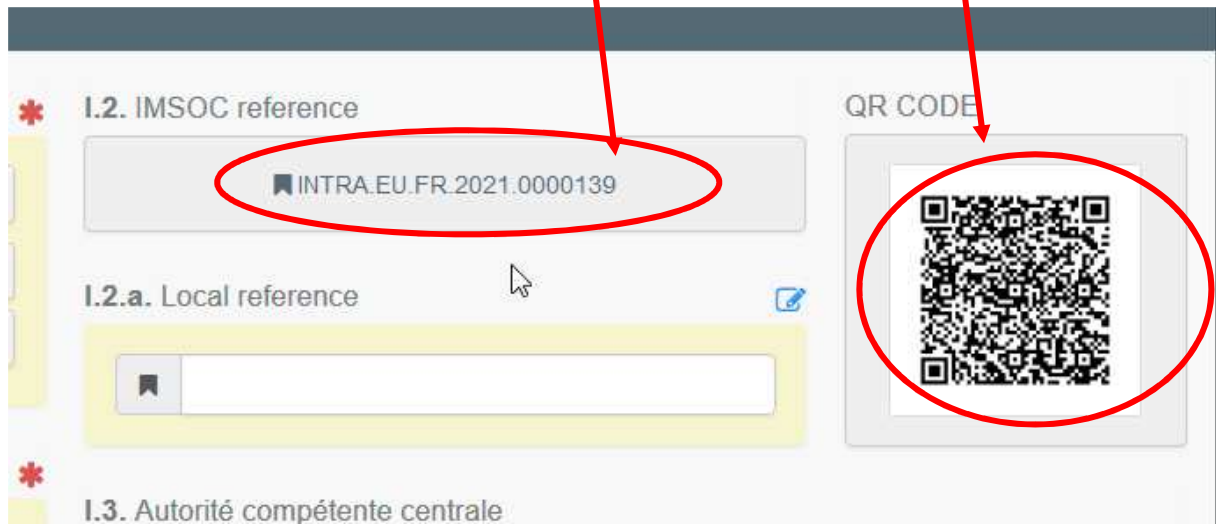 I.2. IMSOC reference
QR CODE
INTRA.EU.FR.2021.0000139
I.2.a. Local reference
I.3. Autorité compétente centrale